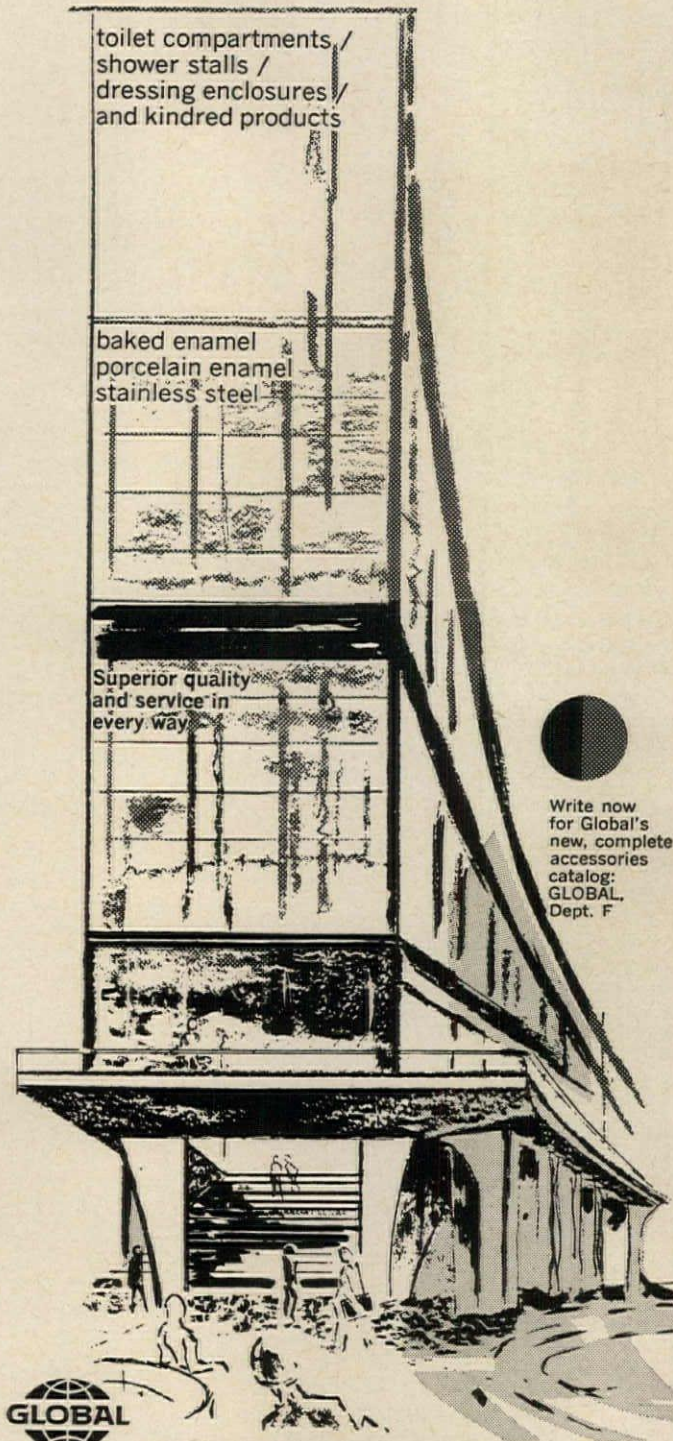 toilet compartments /
shower stalls /
dressing enclosures /
and kindred products
baked enamel
porcelain enamel
stainless steel
Superior quality
and service in
every way
Write now
for Global's
new, complete
accessories
catalog:
GLOBAL,
Dept. F
GLOBAL